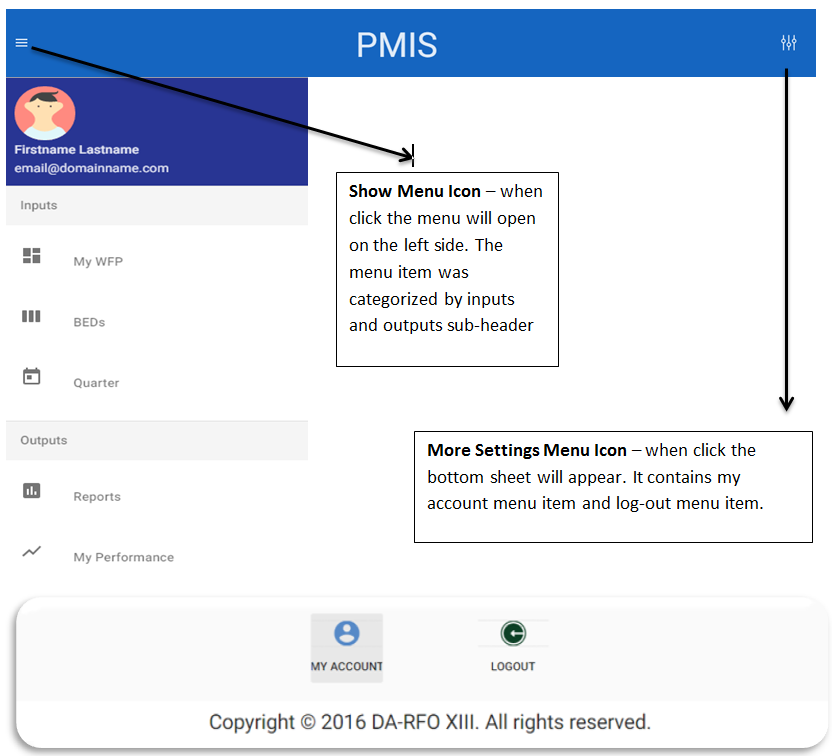 PMIS
Firstname Lastname
email@domainname.com
Inputs
My WFP
BEDs
Quarter
Outputs
Reports
My Performance
Show Menu Icon – when
click the menu will open
on the left side. The
menu item was
categorized by inputs
and outputs sub-header
More Settings Menu Icon – when click the
bottom sheet will appear. It contains my
account menu item and log-out menu item.
MY ACCOUNT
LOGOUT
Copyright © 2016 DA-RFO XIII. All rights reserved.